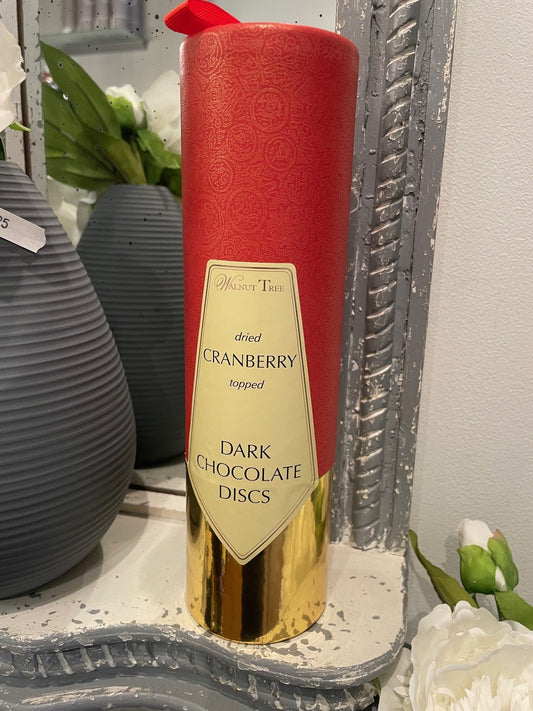 WALNUT TREE
dried
CRANBERRY
topped
DARK
CHOCOLATE
DISCS